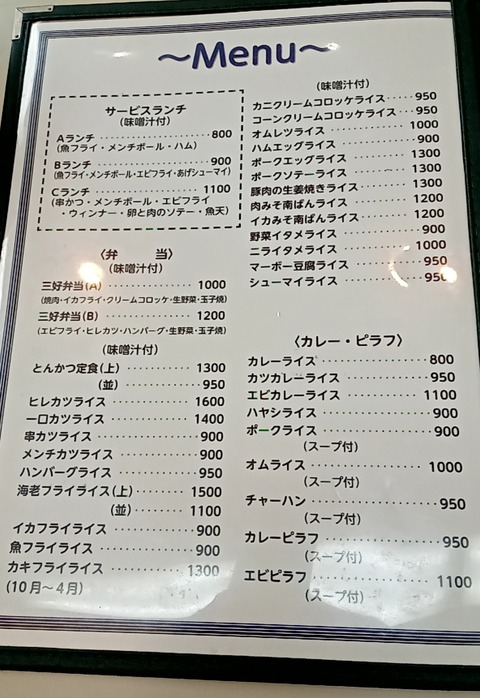 ～Menu～
サービスランチ
(味噌汁付)
Aランチ‥‥‥‥‥‥800
(魚フライ・メンチボール・ハム)
Bランチ‥‥‥‥‥‥900
(魚フライ・メンチボール・エビフライ・あげシューマイ)
Cランチ‥‥‥‥‥‥1100
(串かつ・メンチボール・エビフライ
・ウィンナー・卵と肉のソテー・魚天)
〈弁　当〉
(味噌汁付)
三好弁当(A)‥‥‥‥1000
(焼肉・イカフライ・クリームコロッケ・生野菜・玉子焼)
三好弁当(B)‥‥‥‥1200
(エビフライ・ヒレカツ・ハンバーグ・生野菜・玉子焼)
(味噌汁付)
とんかつ定食(上)‥‥‥1300
(並)‥‥‥950
ヒレカツライス‥‥‥‥1600
一口カツライス‥‥‥‥1400
串カツライス‥‥‥‥900
メンチカツライス‥‥‥‥900
ハンバーグライス‥‥‥‥950
海老フライライス(上)‥‥‥1500
(並)‥‥‥1100
イカフライライス‥‥‥‥900
魚フライライス‥‥‥‥900
カキフライライス‥‥‥‥1300
(10月～4月)
(味噌汁付)
カニクリームコロッケライス‥‥950
コーンクリームコロッケライス‥‥950
オムレツライス‥‥‥‥1000
ハムエッグライス‥‥‥‥900
ポークエッグライス‥‥‥‥1300
ポークソテーライス‥‥‥‥1300
豚肉の生姜焼きライス‥‥‥1300
肉みそ南ばんライス‥‥‥‥1200
イカみそ南ばんライス‥‥‥1200
野菜イタメライス‥‥‥‥900
ニライタメライス‥‥‥‥1000
マーボー豆腐ライス‥‥‥‥950
シューマイライス‥‥‥‥950
〈カレー・ピラフ〉
カレーライス‥‥‥‥800
カツカレーライス‥‥‥‥950
エビカレーライス‥‥‥‥1100
ハヤシライス‥‥‥‥900
ポークライス‥‥‥‥900
(スープ付)
オムライス‥‥‥‥1000
(スープ付)
チャーハン‥‥‥‥950
(スープ付)
カレーピラフ‥‥‥‥950
(スープ付)
エビピラフ‥‥‥‥1100
(スープ付)